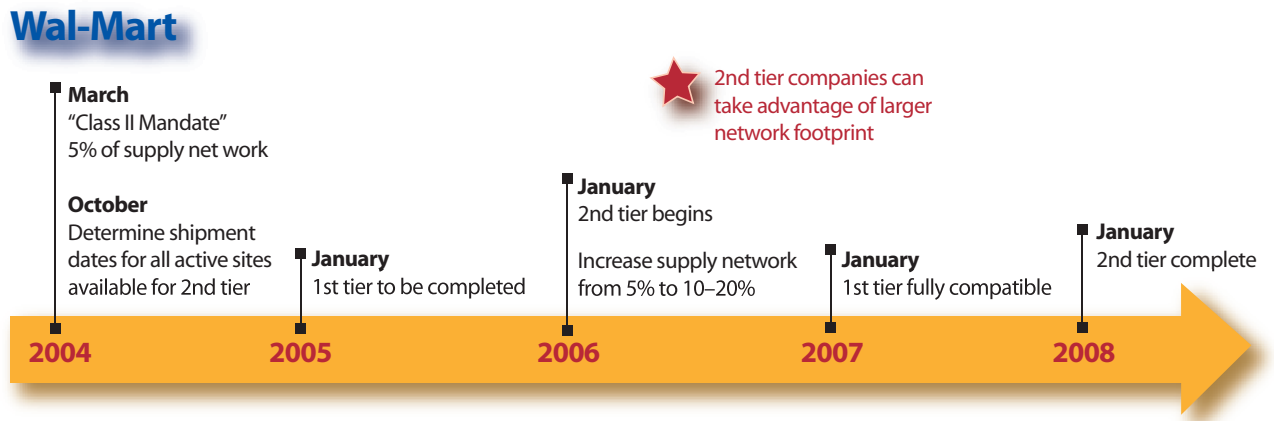 Wal-Mart
March
“Class II Mandate”
5% of supply net work
October
Determine shipment
dates for all active sites
available for 2nd tier
January
1st tier to be completed
January
2nd tier begins
Increase supply network
from 5% to 10–20%
2nd tier companies can
take advantage of larger
network footprint
January
1st tier fully compatible
January
2nd tier complete
2004
2005
2006
2007
2008